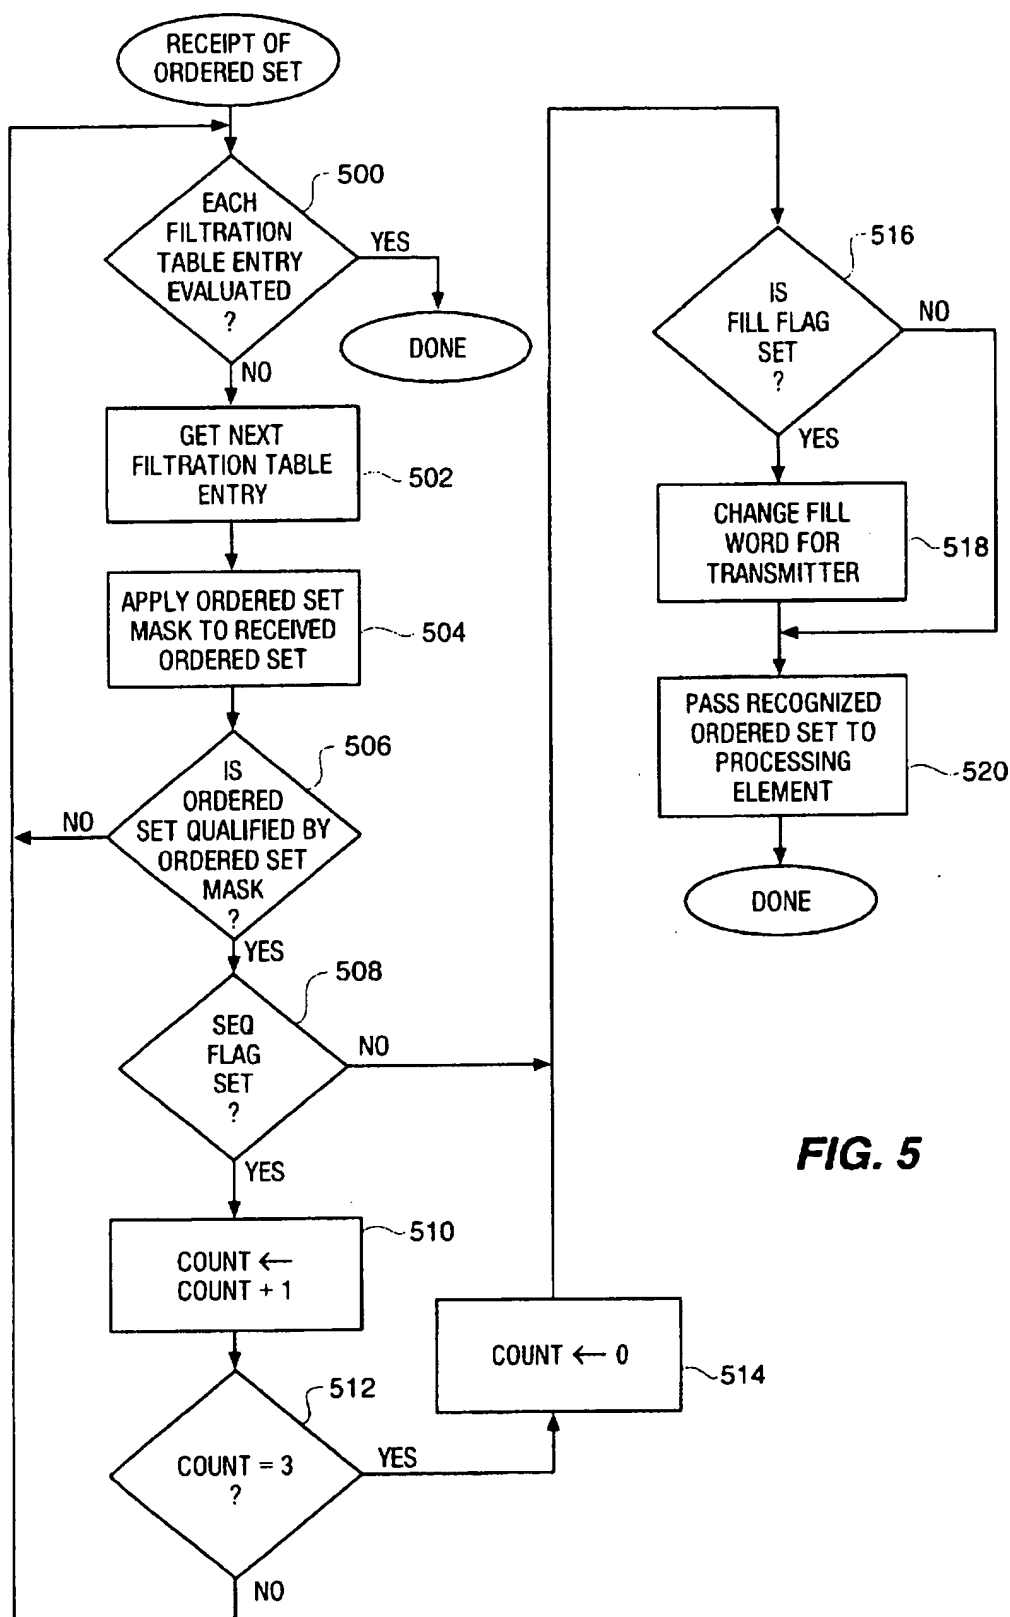 RECEIPT OF
ORDERED SET
500
EACH
FILTRATION
TABLE ENTRY
EVALUATED
?
YES
DONE
NO
GET NEXT
FILTRATION TABLE
ENTRY
502
APPLY ORDERED SET
MASK TO RECEIVED
ORDERED SET
504
506
IS
ORDERED
SET QUALIFIED BY
ORDERED SET
MASK
?
NO
YES
508
SEQ
FLAG
SET
?
NO
YES
510
COUNT ←
COUNT + 1
512
COUNT = 3
?
YES
NO
COUNT ← 0
514
516
IS
FILL FLAG
SET
?
NO
YES
CHANGE FILL
WORD FOR
TRANSMITTER
518
PASS RECOGNIZED
ORDERED SET TO
PROCESSING
ELEMENT
520
DONE
FIG. 5